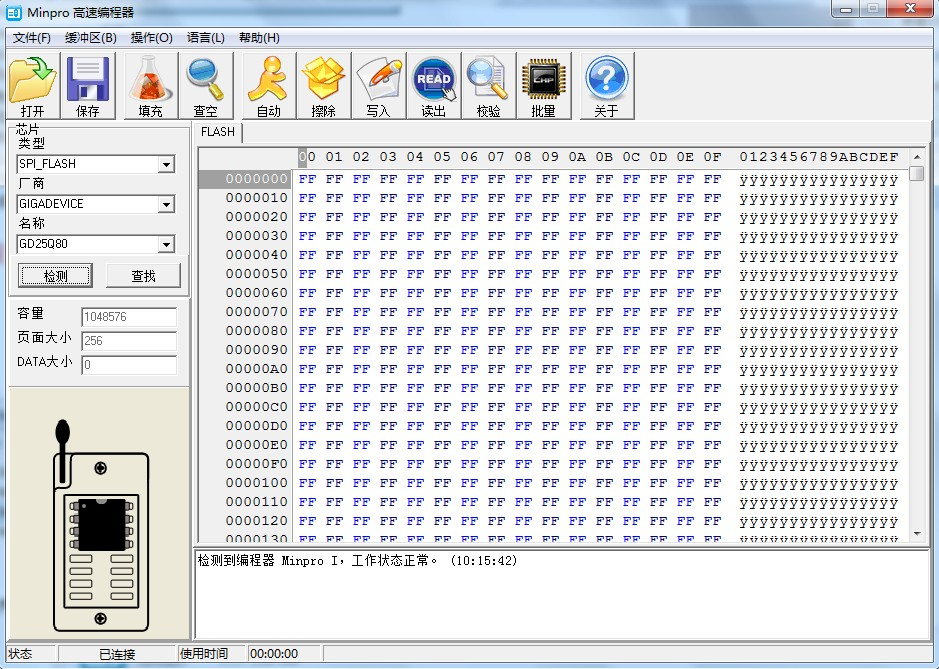 Minpro 高速编程器
文件(F) 缓冲区(B) 操作(O) 语言(L) 帮助(H)
打开 保存 填充 查空 自动 擦除 写入 读出 校验 批量 关于
READ
CHIP
芯片
类型
SPI_FLASH
厂商
GIGADEVICE
名称
GD25Q80
检测 查找
容量 1048576
页面大小 256
DATA大小 0
FLASH
00 01 02 03 04 05 06 07 08 09 0A 0B 0C 0D 0E 0F 0123456789ABCDEF
0000000 FF FF FF FF FF FF FF FF FF FF FF FF FF FF FF FF ÿÿÿÿÿÿÿÿÿÿÿÿÿÿÿÿ
0000010 FF FF FF FF FF FF FF FF FF FF FF FF FF FF FF FF ÿÿÿÿÿÿÿÿÿÿÿÿÿÿÿÿ
0000020 FF FF FF FF FF FF FF FF FF FF FF FF FF FF FF FF ÿÿÿÿÿÿÿÿÿÿÿÿÿÿÿÿ
0000030 FF FF FF FF FF FF FF FF FF FF FF FF FF FF FF FF ÿÿÿÿÿÿÿÿÿÿÿÿÿÿÿÿ
0000040 FF FF FF FF FF FF FF FF FF FF FF FF FF FF FF FF ÿÿÿÿÿÿÿÿÿÿÿÿÿÿÿÿ
0000050 FF FF FF FF FF FF FF FF FF FF FF FF FF FF FF FF ÿÿÿÿÿÿÿÿÿÿÿÿÿÿÿÿ
0000060 FF FF FF FF FF FF FF FF FF FF FF FF FF FF FF FF ÿÿÿÿÿÿÿÿÿÿÿÿÿÿÿÿ
0000070 FF FF FF FF FF FF FF FF FF FF FF FF FF FF FF FF ÿÿÿÿÿÿÿÿÿÿÿÿÿÿÿÿ
0000080 FF FF FF FF FF FF FF FF FF FF FF FF FF FF FF FF ÿÿÿÿÿÿÿÿÿÿÿÿÿÿÿÿ
0000090 FF FF FF FF FF FF FF FF FF FF FF FF FF FF FF FF ÿÿÿÿÿÿÿÿÿÿÿÿÿÿÿÿ
00000A0 FF FF FF FF FF FF FF FF FF FF FF FF FF FF FF FF ÿÿÿÿÿÿÿÿÿÿÿÿÿÿÿÿ
00000B0 FF FF FF FF FF FF FF FF FF FF FF FF FF FF FF FF ÿÿÿÿÿÿÿÿÿÿÿÿÿÿÿÿ
00000C0 FF FF FF FF FF FF FF FF FF FF FF FF FF FF FF FF ÿÿÿÿÿÿÿÿÿÿÿÿÿÿÿÿ
00000D0 FF FF FF FF FF FF FF FF FF FF FF FF FF FF FF FF ÿÿÿÿÿÿÿÿÿÿÿÿÿÿÿÿ
00000E0 FF FF FF FF FF FF FF FF FF FF FF FF FF FF FF FF ÿÿÿÿÿÿÿÿÿÿÿÿÿÿÿÿ
00000F0 FF FF FF FF FF FF FF FF FF FF FF FF FF FF FF FF ÿÿÿÿÿÿÿÿÿÿÿÿÿÿÿÿ
0000100 FF FF FF FF FF FF FF FF FF FF FF FF FF FF FF FF ÿÿÿÿÿÿÿÿÿÿÿÿÿÿÿÿ
0000110 FF FF FF FF FF FF FF FF FF FF FF FF FF FF FF FF ÿÿÿÿÿÿÿÿÿÿÿÿÿÿÿÿ
0000120 FF FF FF FF FF FF FF FF FF FF FF FF FF FF FF FF ÿÿÿÿÿÿÿÿÿÿÿÿÿÿÿÿ
0000130 FF FF FF FF FF FF FF FF FF FF FF FF FF FF FF FF ÿÿÿÿÿÿÿÿÿÿÿÿÿÿÿÿ
检测到编程器 Minpro I，工作状态正常。 (10:15:42)
状态 已连接 使用时间 00:00:00